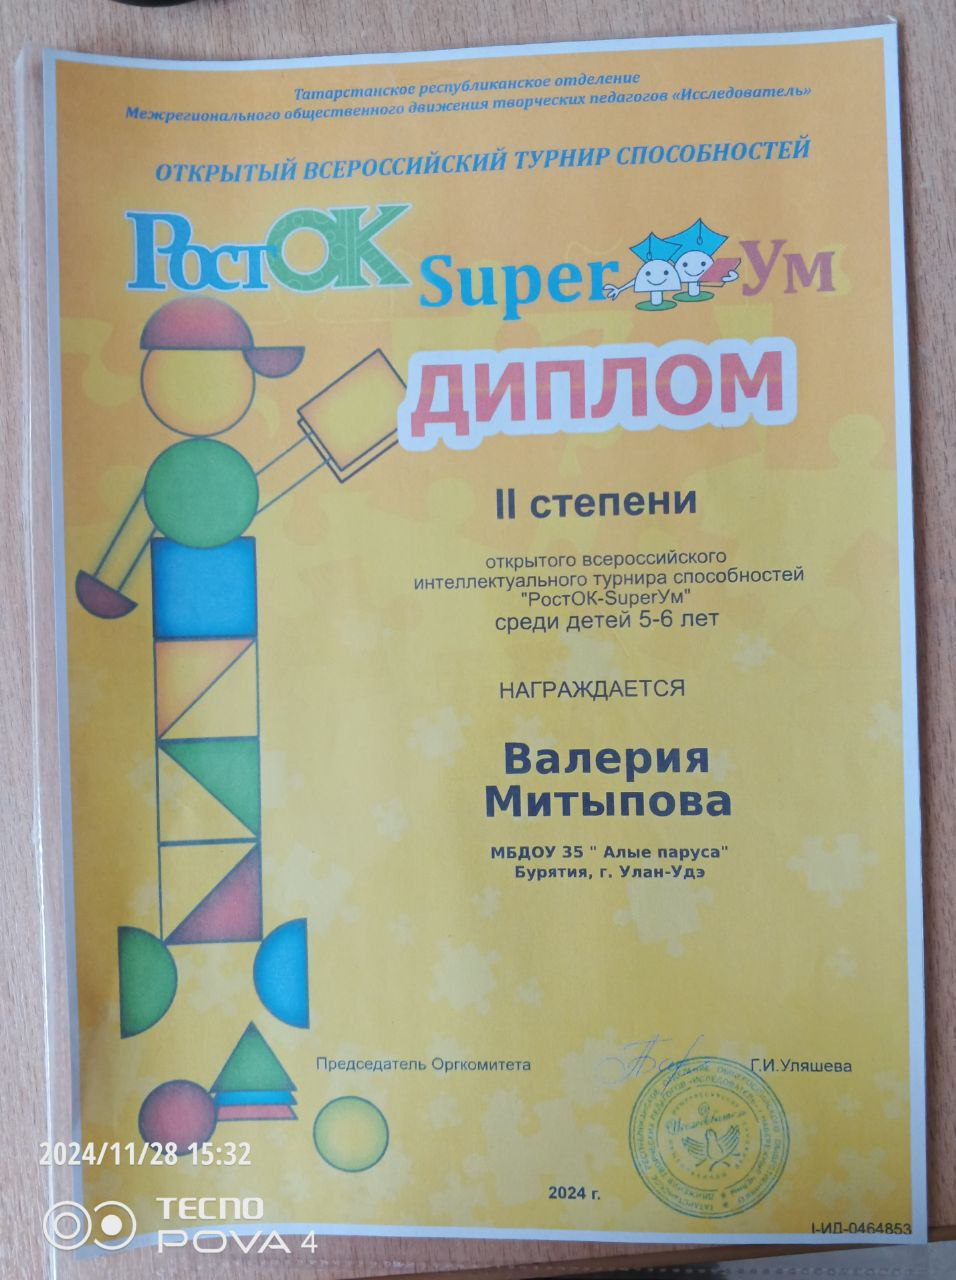 Татарстанское республиканское отделение
Межрегионального общественного движения творческих педагогов «Исследователь»
ОТКРЫТЫЙ ВСЕРОССИЙСКИЙ ТУРНИР СПОСОБНОСТЕЙ
РостОК
Super Ум
ДИПЛОМ
II степени
открытого всероссийского
интеллектуального турнира способностей
"РостОК-SuperУм"
среди детей 5-6 лет
НАГРАЖДАЕТСЯ
Валерия
Митыпова
МБДОУ 35 " Алые паруса"
Бурятия, г. Улан-Удэ
Председатель Оргкомитета
Г.И.Уляшева
2024 г.
I-ИД-0464853
2024/11/28 15:32
TECNO
POVA 4